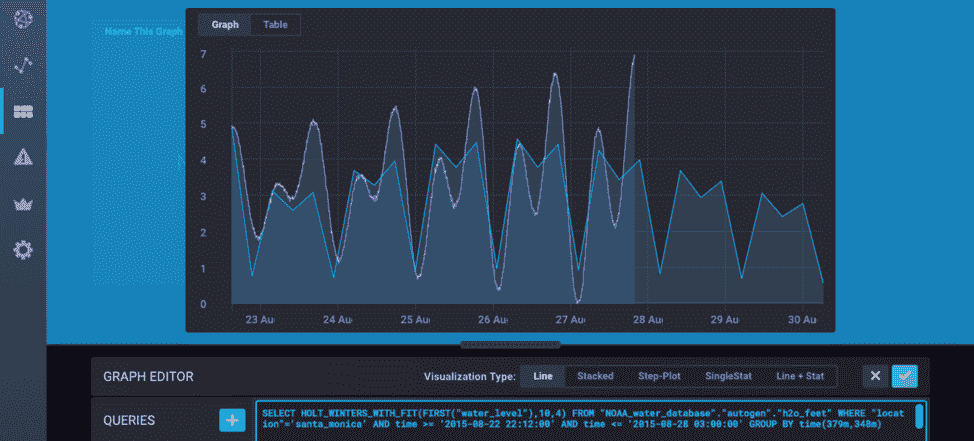 Graph Table
Name This Graph
7
6
5
4
3
2
1
0
23 Au 24 Au 25 Au 26 Au 27 Au 28 Au 29 Au 30 Au
GRAPH EDITOR Visualization Type: Line Stacked Step-Plot SingleStat Line + Stat
QUERIES
SELECT HOLT_WINTERS_WITH_FIT(FIRST("water_level"),10,4) FROM "NOAA_water_database"."autogen"."h2o_feet" WHERE "locat
ion"='santa_monica' AND time >= '2015-08-22 22:12:00' AND time <= '2015-08-28 03:00:00' GROUP BY time(379m,348m)